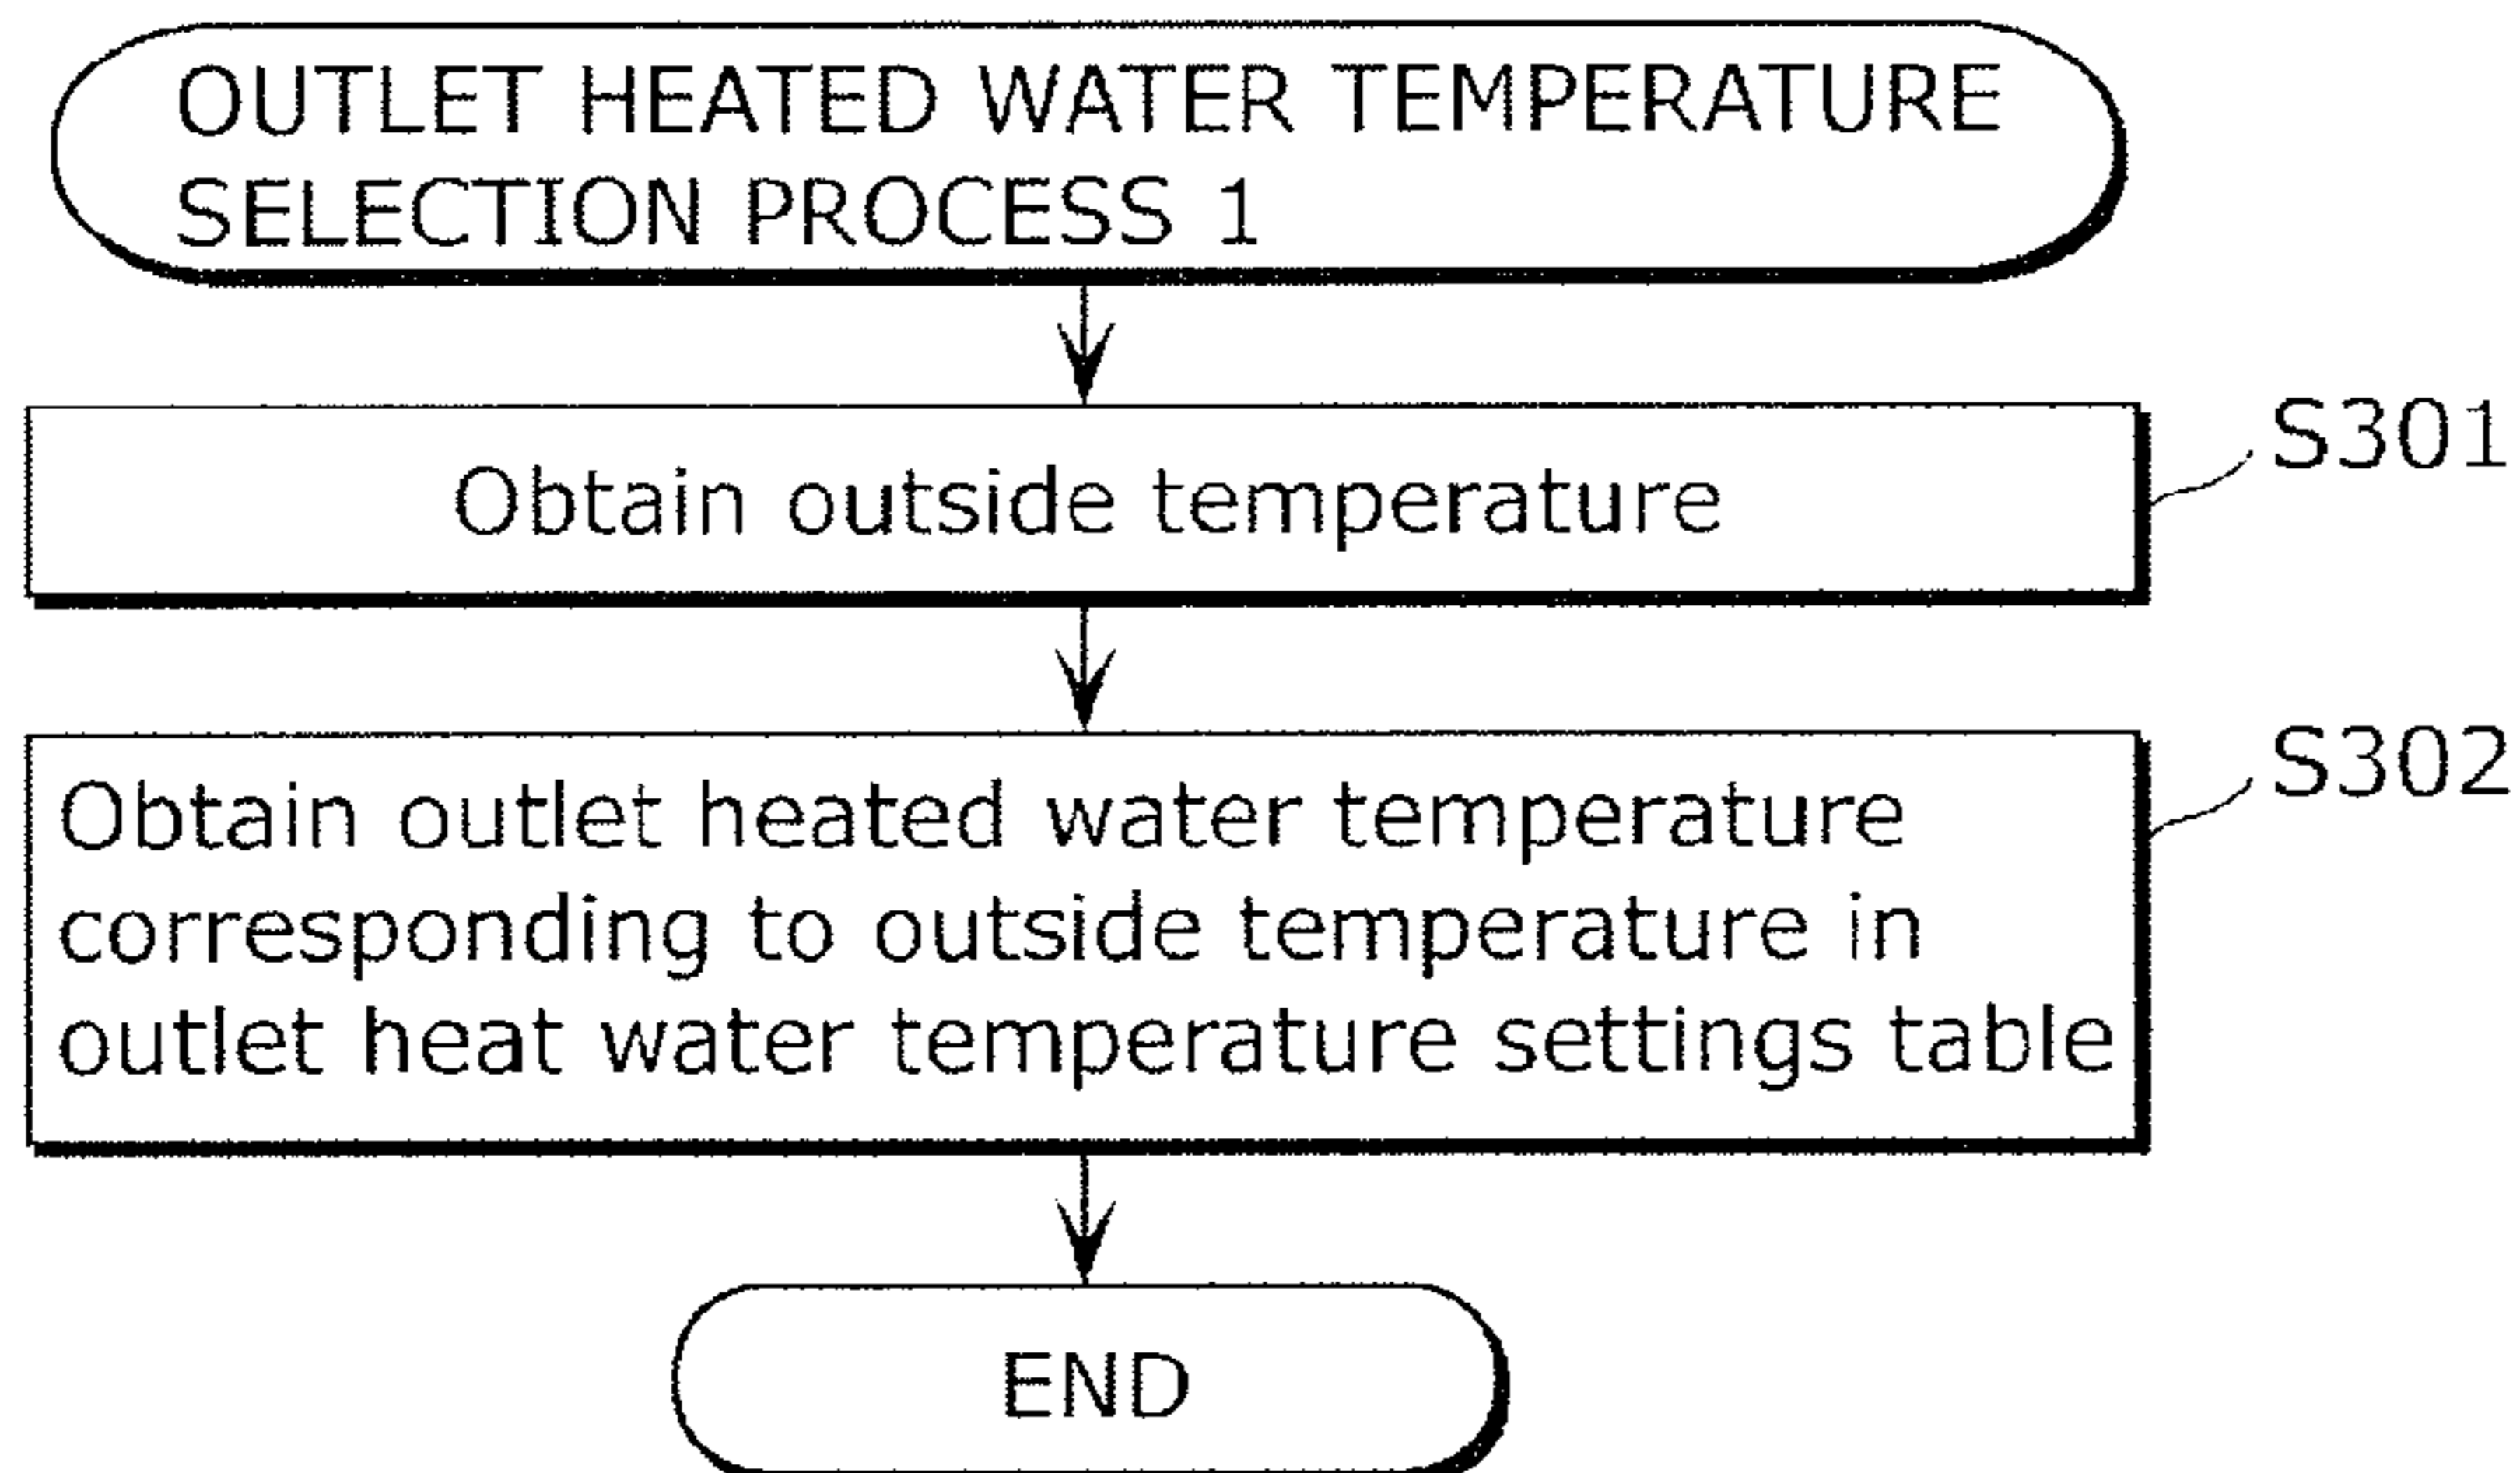 OUTLET HEATED WATER TEMPERATURE
SELECTION PROCESS 1
S301
Obtain outside temperature
S302
Obtain outlet heated water temperature
corresponding to outside temperature in
outlet heat water temperature settings table
END